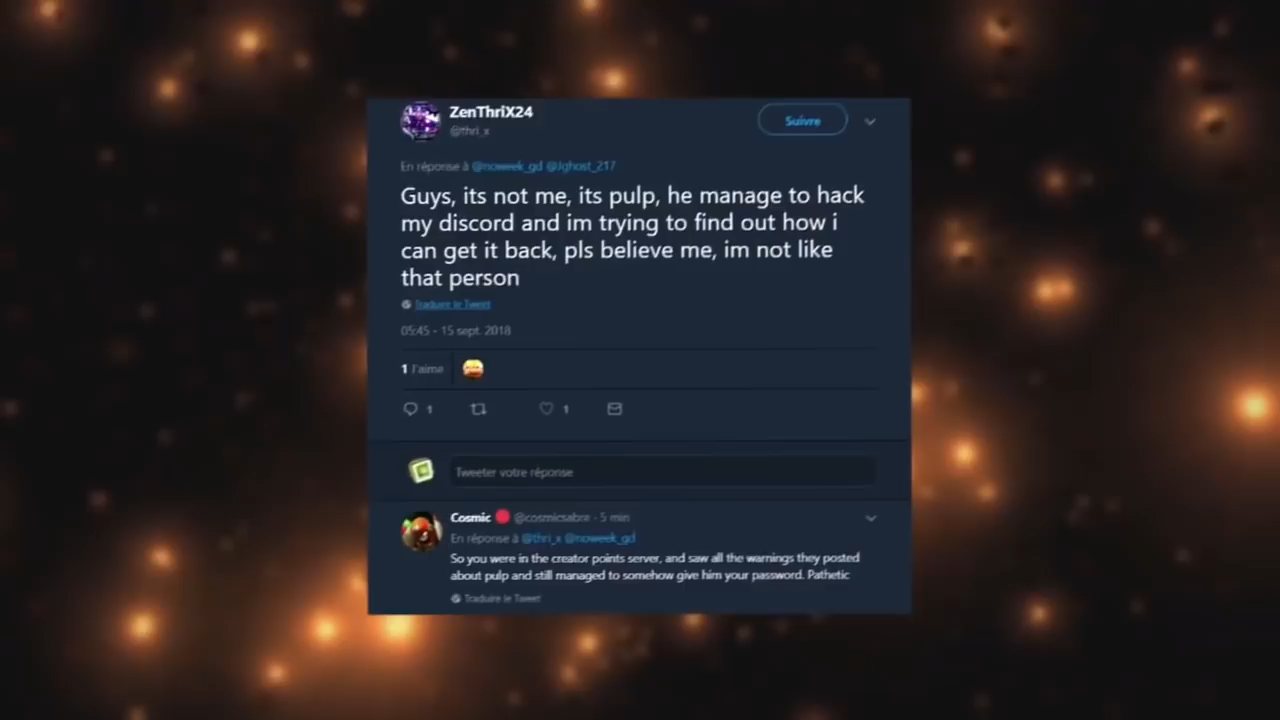 ZenThriX24
@thri_x
Suivre
En réponse à @noweek_gd @Jghost_217
Guys, its not me, its pulp, he manage to hack
my discord and im trying to find out how i
can get it back, pls believe me, im not like
that person
Traduire le Tweet
05:45 - 15 sept. 2018
1 J'aime
1
1
Tweeter votre réponse
Cosmic @cosmicsabre · 5 min
En réponse à @thri_x @noweek_gd
So you were in the creator points server, and saw all the warnings they posted
about pulp and still managed to somehow give him your password. Pathetic
Traduire le Tweet